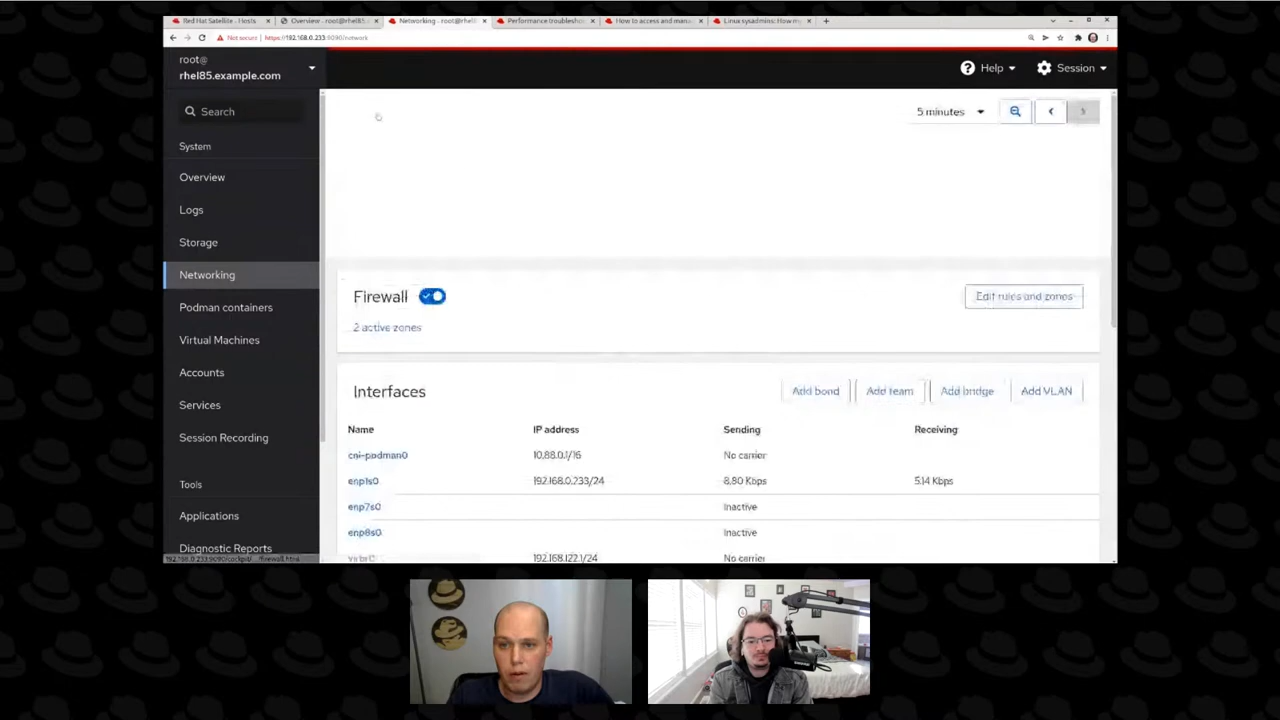 Red Hat Satellite - Hosts
Overview - root@rhel85.
Networking - root@rhel8
Performance troublesho
How to access and mana
Linux sysadmins: How m
Not secure
https://192.168.0.233:9090/network
root@
rhel85.example.com
Help
Session
Search
5 minutes
System
Overview
Logs
Storage
Networking
Podman containers
Virtual Machines
Accounts
Services
Session Recording
Tools
Applications
Diagnostic Reports
Firewall
Edit rules and zones
2 active zones
Interfaces
Add bond
Add team
Add bridge
Add VLAN
Name IP address Sending Receiving
cni-podman0 10.88.0.1/16 No carrier
enp1s0 192.168.0.233/24 8.80 Kbps 5.14 Kbps
enp7s0 Inactive
enp8s0 Inactive
192.168.122.1/24 No carrier